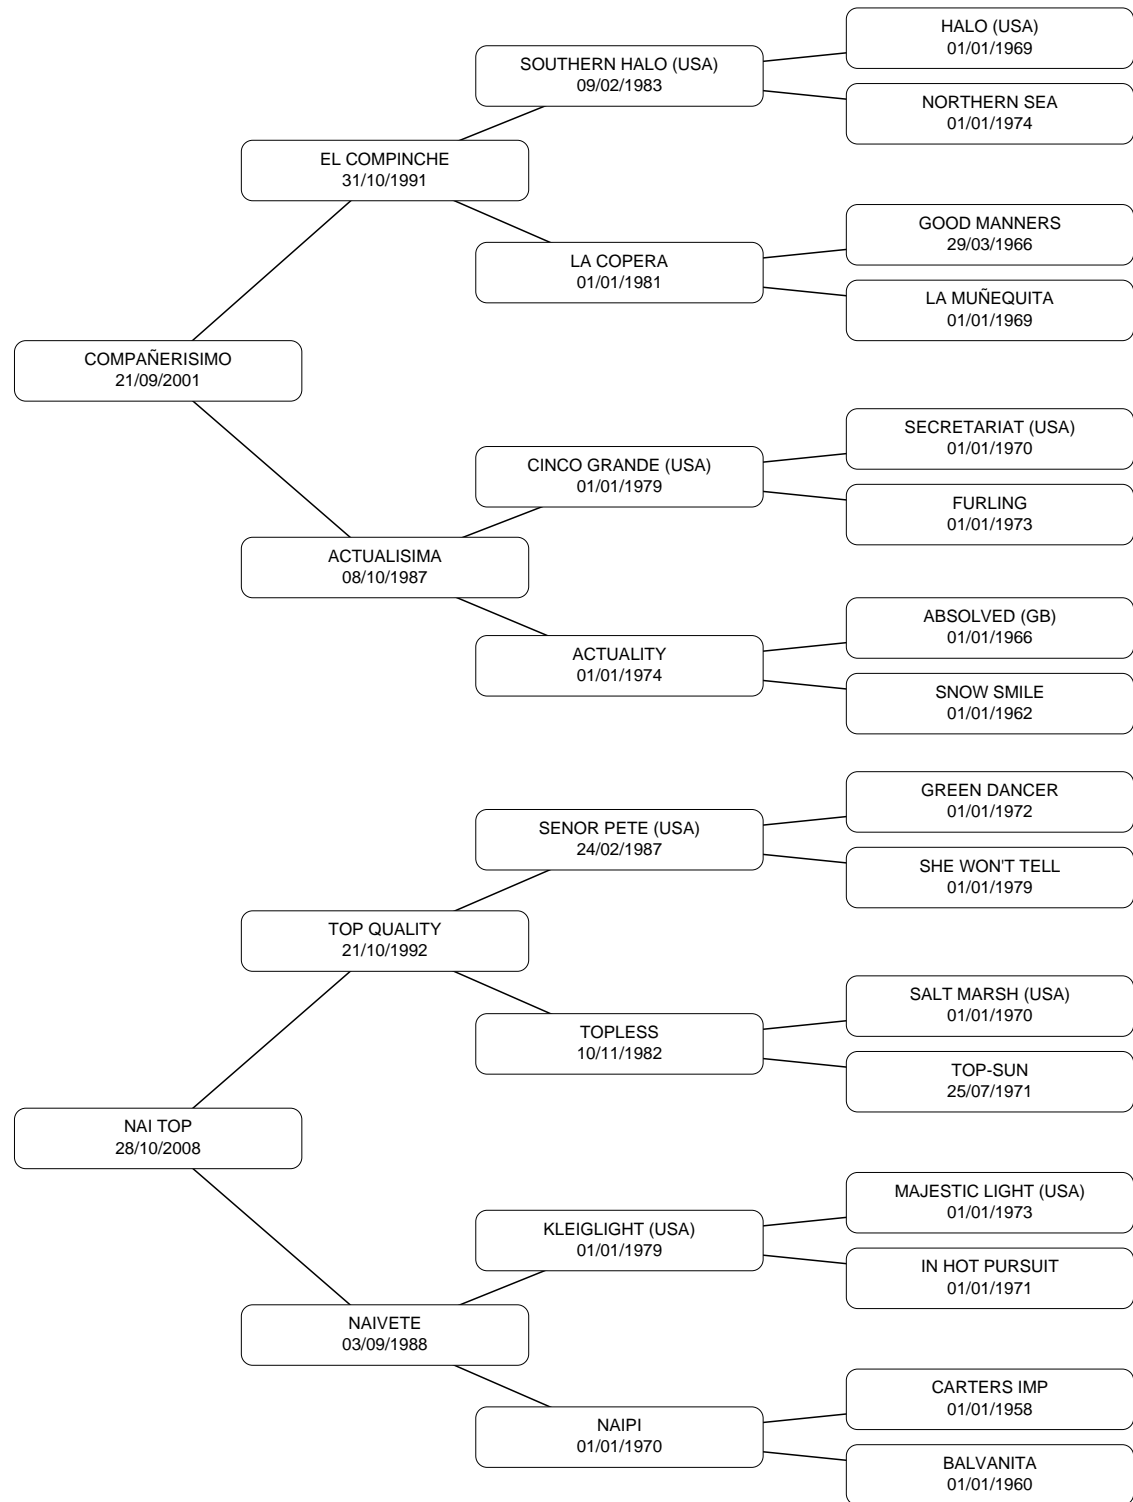 HALO (USA)
01/01/1969
SOUTHERN HALO (USA)
09/02/1983
NORTHERN SEA
01/01/1974
EL COMPINCHE
31/10/1991
GOOD MANNERS
29/03/1966
LA COPERA
01/01/1981
LA MUÑEQUITA
01/01/1969
COMPAÑERISIMO
21/09/2001
SECRETARIAT (USA)
01/01/1970
CINCO GRANDE (USA)
01/01/1979
FURLING
01/01/1973
ACTUALISIMA
08/10/1987
ABSOLVED (GB)
01/01/1966
ACTUALITY
01/01/1974
SNOW SMILE
01/01/1962
GREEN DANCER
01/01/1972
SENOR PETE (USA)
24/02/1987
SHE WON'T TELL
01/01/1979
TOP QUALITY
21/10/1992
SALT MARSH (USA)
01/01/1970
TOPLESS
10/11/1982
TOP-SUN
25/07/1971
NAI TOP
28/10/2008
MAJESTIC LIGHT (USA)
01/01/1973
KLEIGLIGHT (USA)
01/01/1979
IN HOT PURSUIT
01/01/1971
NAIVETE
03/09/1988
CARTERS IMP
01/01/1958
NAIPI
01/01/1970
BALVANITA
01/01/1960